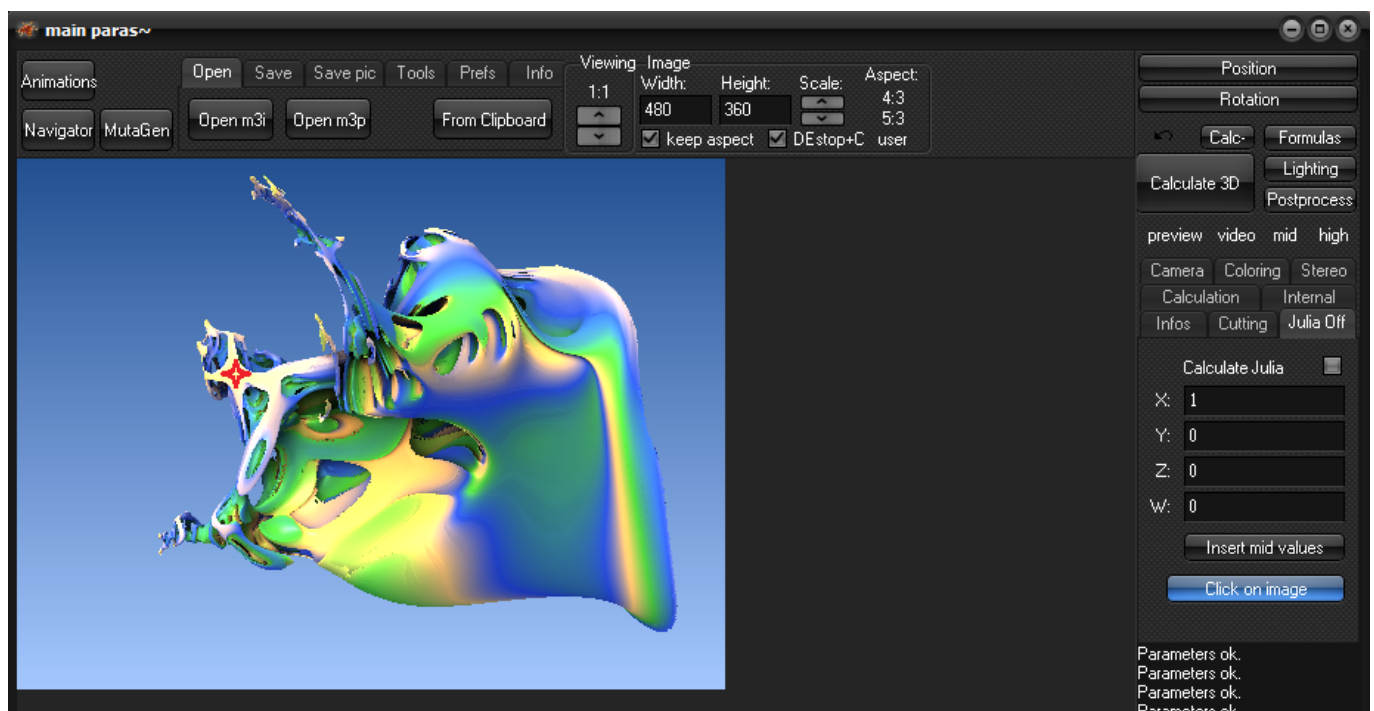 main paras~
Animations
Navigator MutaGen
Open Save Save pic Tools Prefs Info
Open m3i Open m3p From Clipboard
Viewing
1:1
Image
Width: Height: Scale: Aspect:
480 360 4:3
5:3
keep aspect DEstop+C user
Position
Rotation
Calc- Formulas
Calculate 3D Lighting
Postprocess
preview video mid high
Camera Coloring Stereo
Calculation Internal
Infos Cutting Julia Off
Calculate Julia
X: 1
Y: 0
Z: 0
W: 0
Insert mid values
Click on image
Parameters ok.
Parameters ok.
Parameters ok.
Parameters ok.